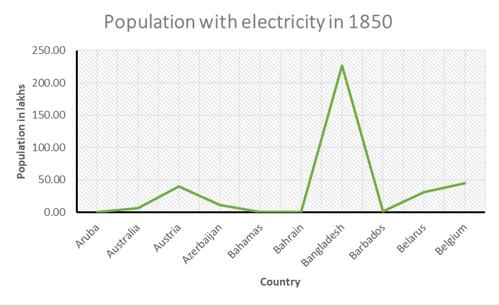 Population with electricity in 1850
Population in lakhs
250.00
200.00
150.00
100.00
50.00
0.00
Aruba
Australia
Austria
Azerbaijan
Bahamas
Bahrain
Bangladesh
Barbados
Belarus
Belgium
Country